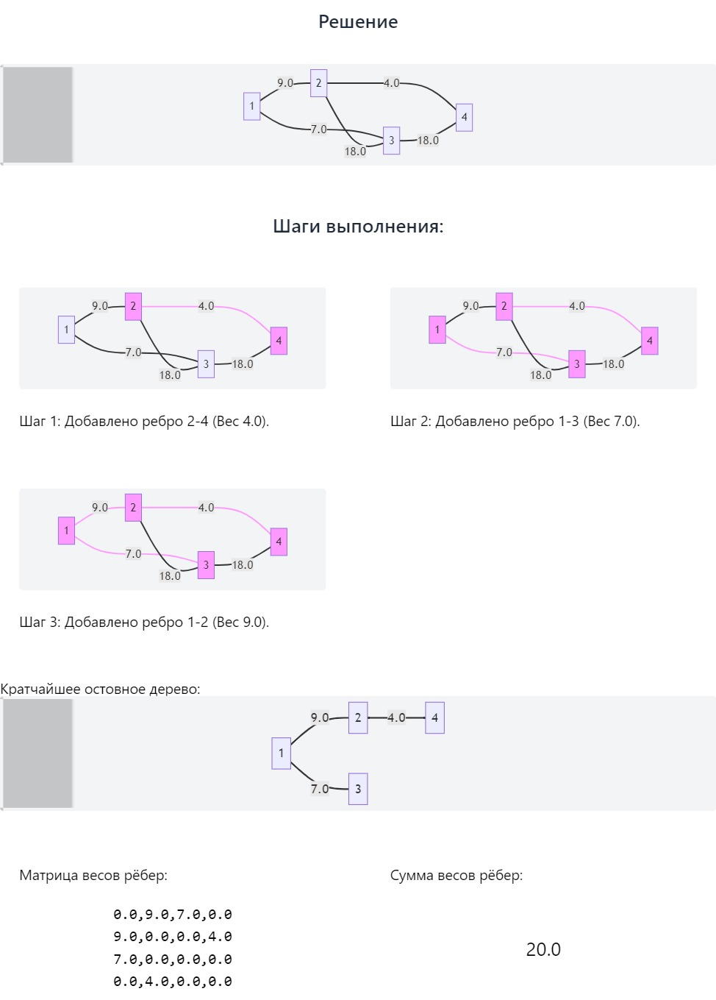 Решение
9.0 2 4.0
1 4
7.0 3 18.0
18.0
Шаги выполнения:
9.0 2 4.0
1 4
7.0 3 18.0
18.0
Шаг 1: Добавлено ребро 2-4 (Вес 4.0).
9.0 2 4.0
1 4
7.0 3 18.0
18.0
Шаг 2: Добавлено ребро 1-3 (Вес 7.0).
9.0 2 4.0
1 4
7.0 3 18.0
18.0
Шаг 3: Добавлено ребро 1-2 (Вес 9.0).
Кратчайшее остовное дерево:
9.0 2 4.0 4
1
7.0 3
Матрица весов рёбер:
0.0,9.0,7.0,0.0
9.0,0.0,0.0,4.0
7.0,0.0,0.0,0.0
0.0,4.0,0.0,0.0
Сумма весов рёбер:
20.0